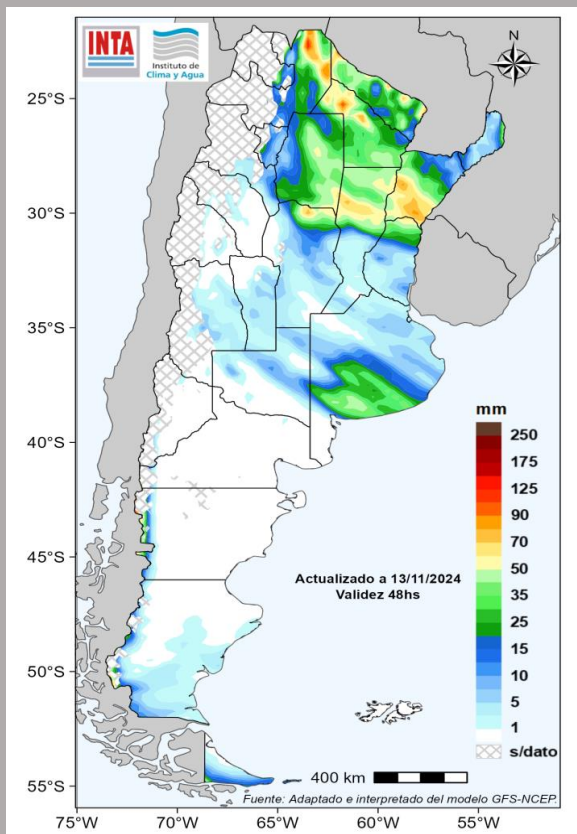 INTA
Instituto de
Clima y Agua
N
25°S
30°S
35°S
40°S
45°S
50°S
55°S
mm
250
175
125
90
70
50
35
25
15
10
5
1
s/dato
Actualizado a 13/11/2024
Validez 48hs
400 km
Fuente: Adaptado e interpretado del modelo GFS-NCEP.
75°W
70°W
65°W
60°W
55°W